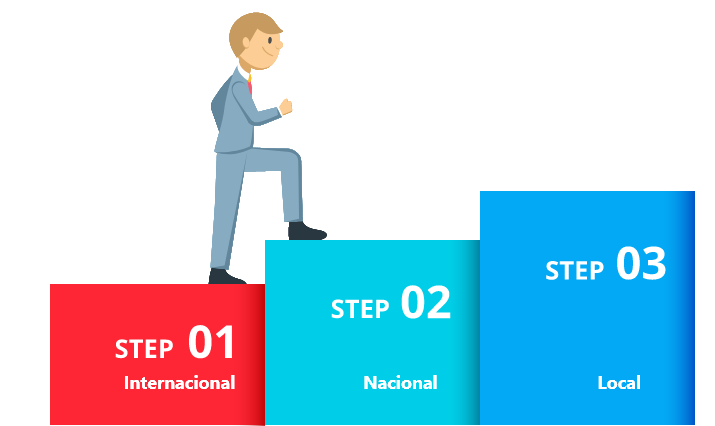 STEP 01
Internacional
STEP 02
Nacional
STEP 03
Local